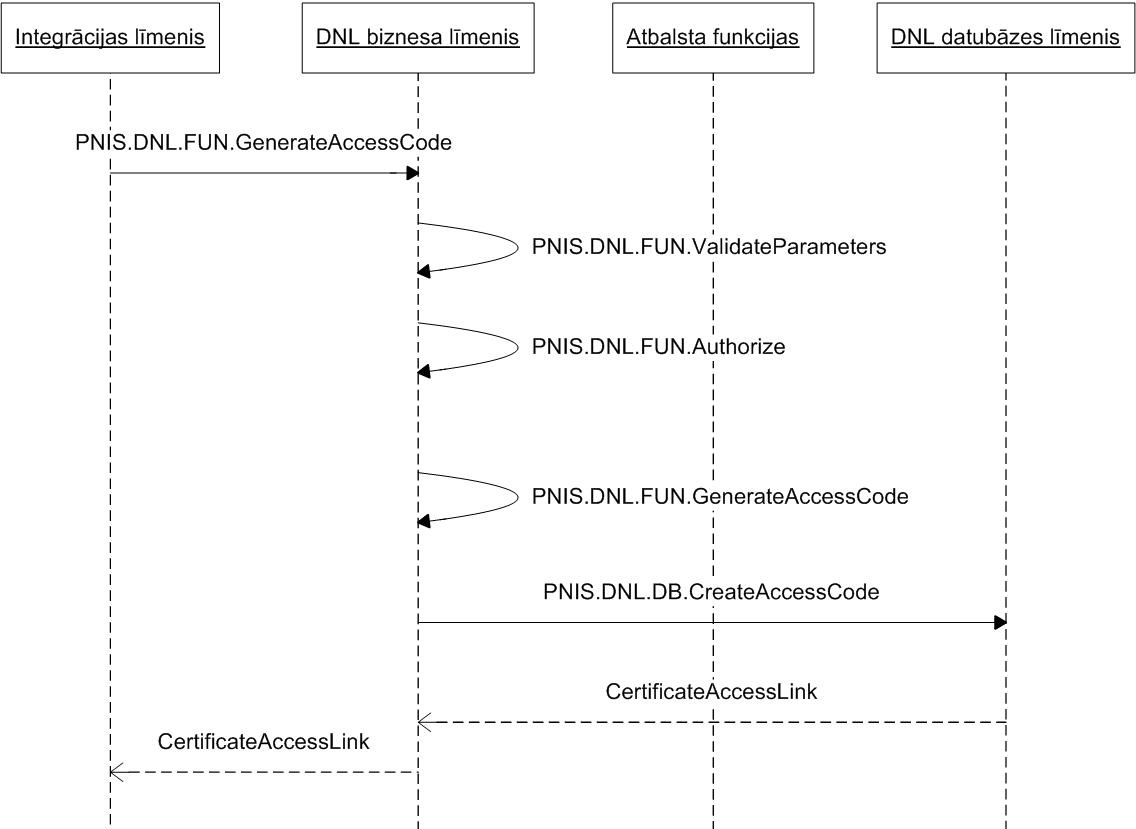 Integrācijas līmenis
DNL biznesa līmenis
Atbalsta funkcijas
DNL datubāzes līmenis
PNIS.DNL.FUN.GenerateAccessCode
PNIS.DNL.FUN.ValidateParameters
PNIS.DNL.FUN.Authorize
PNIS.DNL.FUN.GenerateAccessCode
PNIS.DNL.DB.CreateAccessCode
CertificateAccessLink
CertificateAccessLink